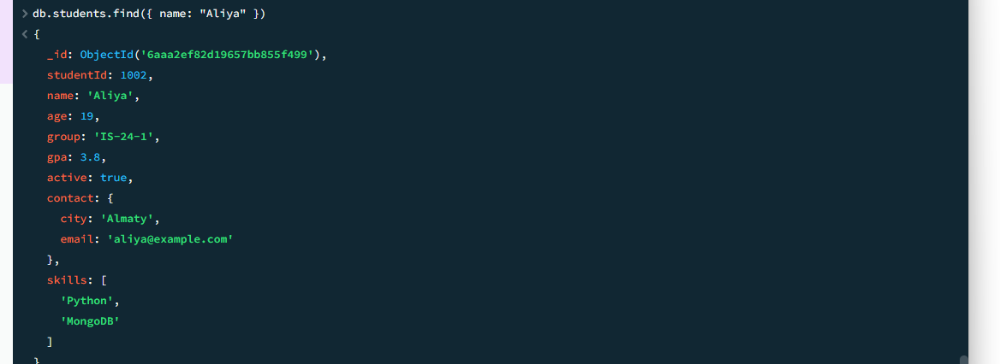 > db.students.find({ name: "Aliya" })
< {
_id: ObjectId('6aaa2ef82d19657bb855f499'),
studentId: 1002,
name: 'Aliya',
age: 19,
group: 'IS-24-1',
gpa: 3.8,
active: true,
contact: {
city: 'Almaty',
email: 'aliya@example.com'
},
skills: [
'Python',
'MongoDB'
]
}